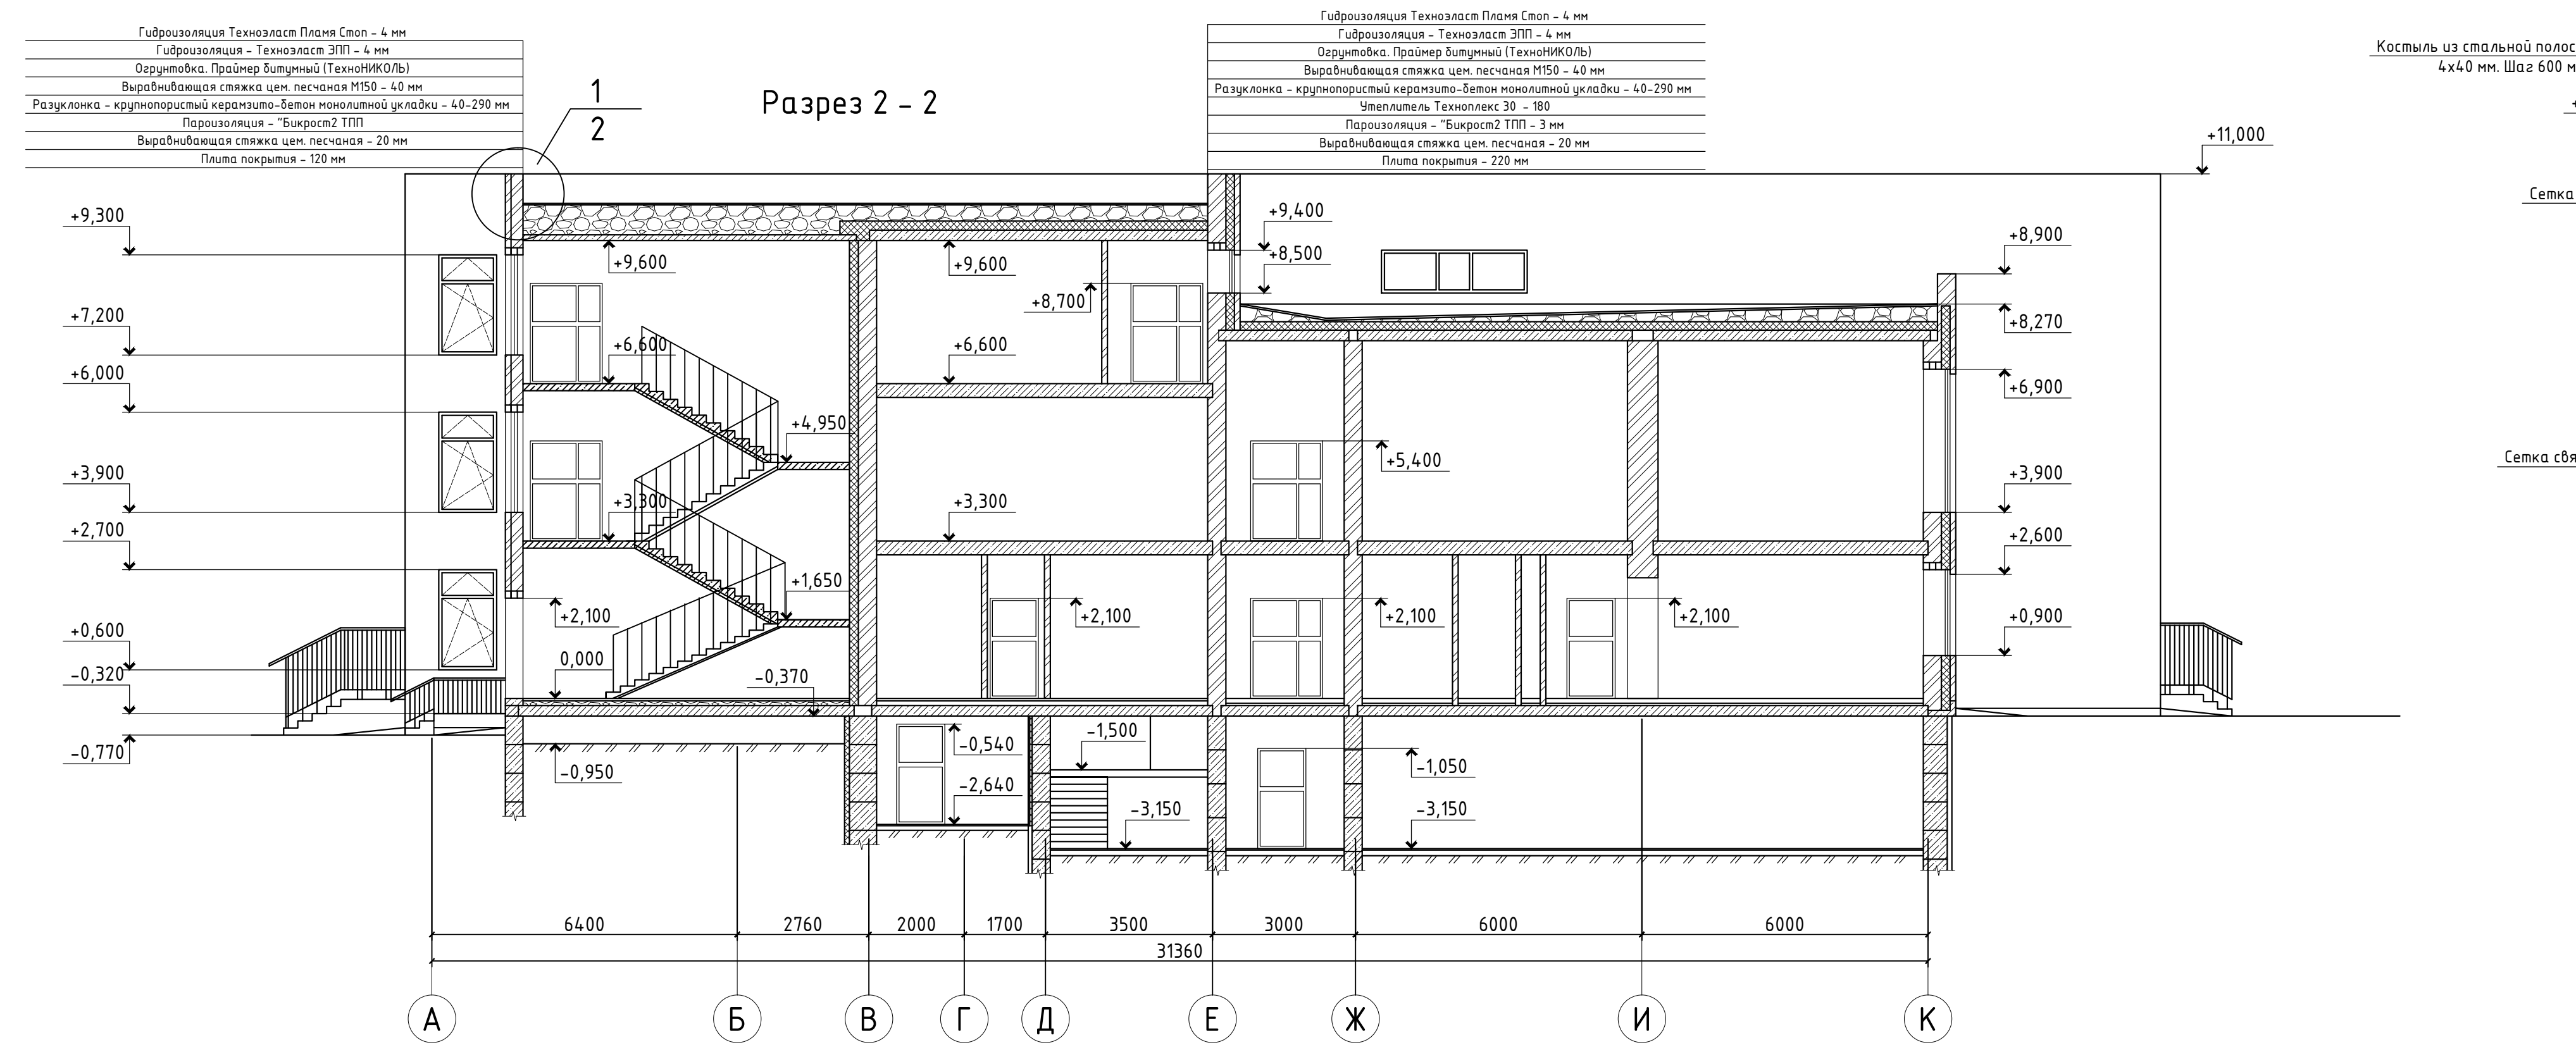 Гидроизоляция Техноэласт Пламя Стоп - 4 мм
Гидроизоляция - Техноэласт ЭПП - 4 мм
Огрунтовка. Праймер битумный (ТехноНИКОЛЬ)
Выравнивающая стяжка цем. песчаная М150 - 40 мм
Разуклонка - крупнопористый керамзито-бетон монолитной укладки - 40-290 мм
Пароизоляция - "Бикрост2 ТПП
Выравнивающая стяжка цем. песчаная - 20 мм
Плита покрытия - 120 мм
1
2
Разрез 2 - 2
Гидроизоляция Техноэласт Пламя Стоп - 4 мм
Гидроизоляция - Техноэласт ЭПП - 4 мм
Огрунтовка. Праймер битумный (ТехноНИКОЛЬ)
Выравнивающая стяжка цем. песчаная М150 - 40 мм
Разуклонка - крупнопористый керамзито-бетон монолитной укладки - 40-290 мм
Утеплитель Техноплекс 30 - 180
Пароизоляция - "Бикрост2 ТПП - 3 мм
Выравнивающая стяжка цем. песчаная - 20 мм
Плита покрытия - 220 мм
Костыль из стальной полос
4х40 мм. Шаг 600 м
Сетка
Сетка свя
+11,000
+9,300
+7,200
+6,000
+3,900
+2,700
+0,600
-0,320
-0,770
+9,600
+6,600
+4,950
+3,300
+1,650
+2,100
0,000
-0,370
-0,950
+9,600
+8,700
+6,600
+3,300
+2,100
-0,540
-2,640
-1,500
-3,150
+9,400
+8,500
+5,400
+2,100
+2,100
-1,050
-3,150
+8,900
+8,270
+6,900
+3,900
+2,600
+0,900
6400 2760 2000 1700 3500 3000 6000 6000
31360
А Б В Г Д Е Ж И К